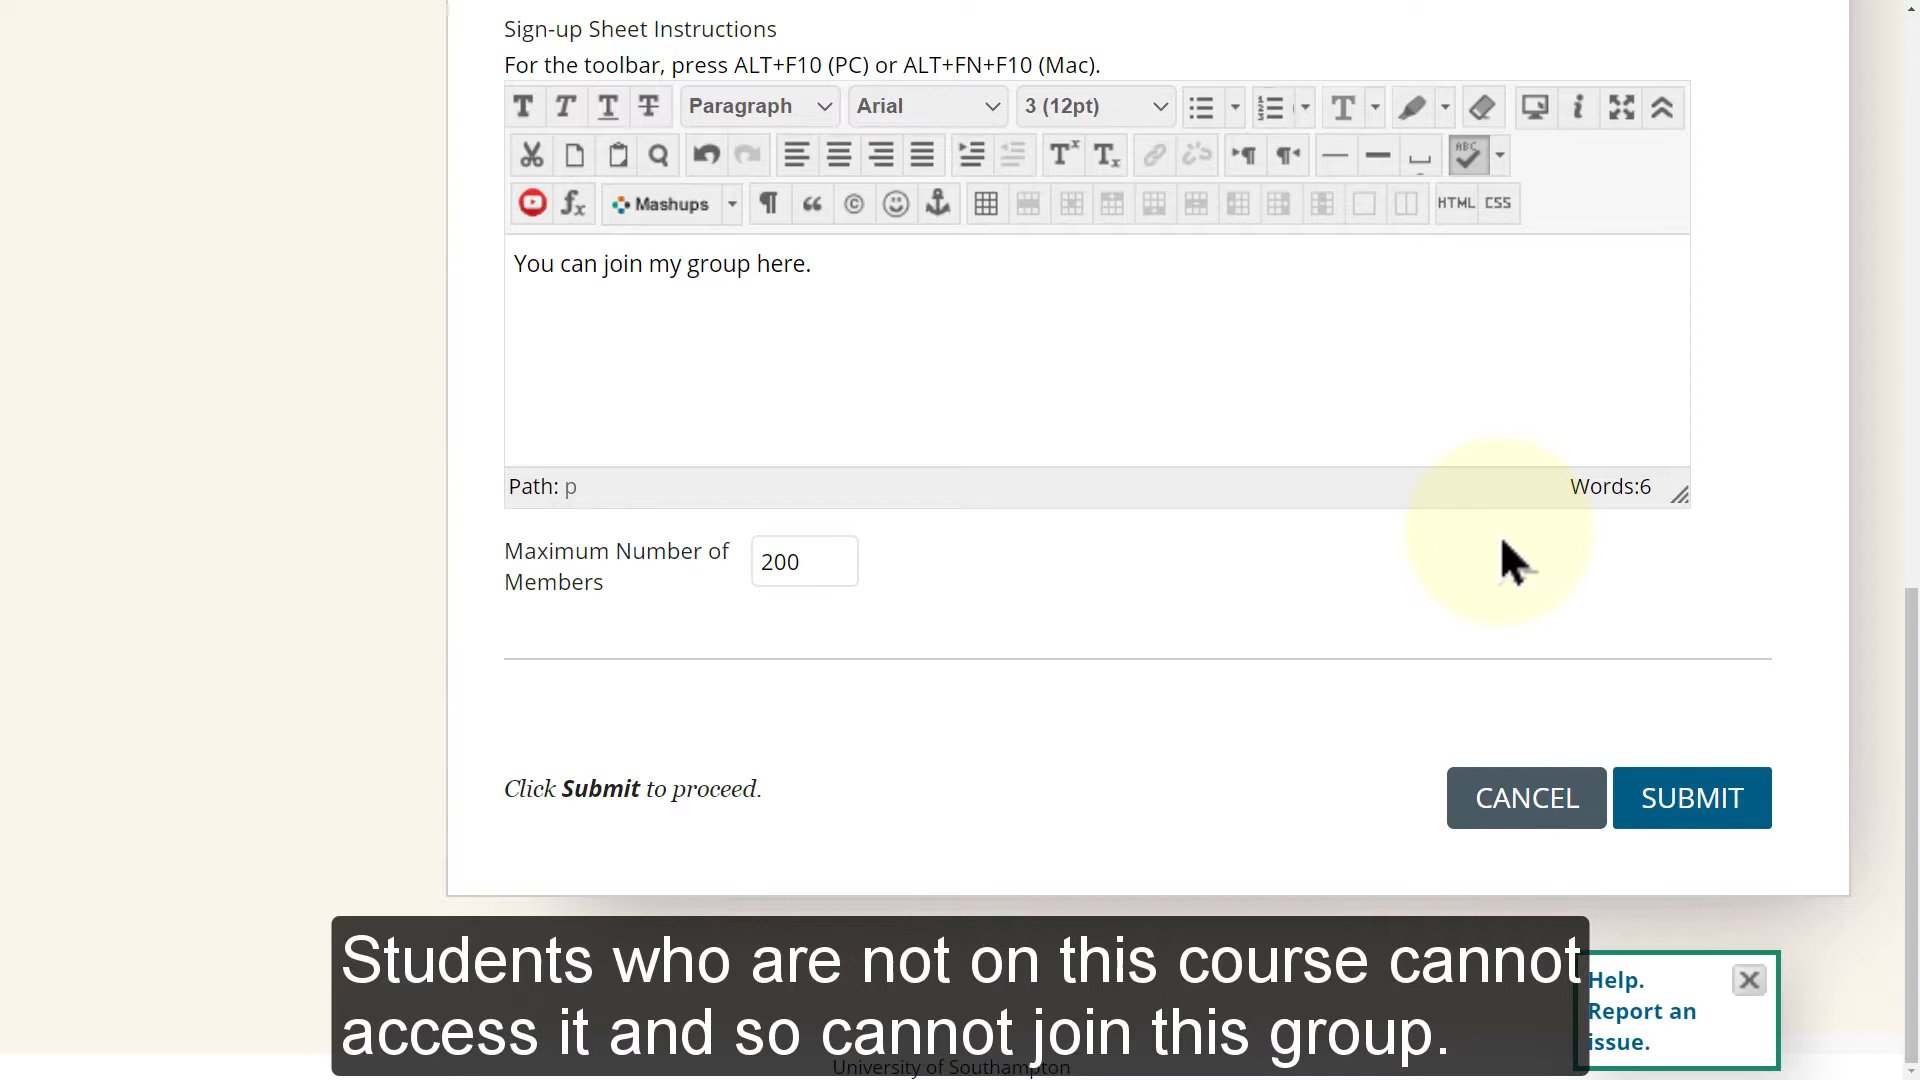 Sign-up Sheet Instructions
For the toolbar, press ALT+F10 (PC) or ALT+FN+F10 (Mac).
T T T T Paragraph Arial 3 (12pt) T
ABC
Mashups HTML CSS
You can join my group here.
Path: p Words:6
Maximum Number of
Members
200
Click Submit to proceed.
CANCEL SUBMIT
Students who are not on this course cannot
access it and so cannot join this group.
Help.
Report an
issue.
University of Southampton